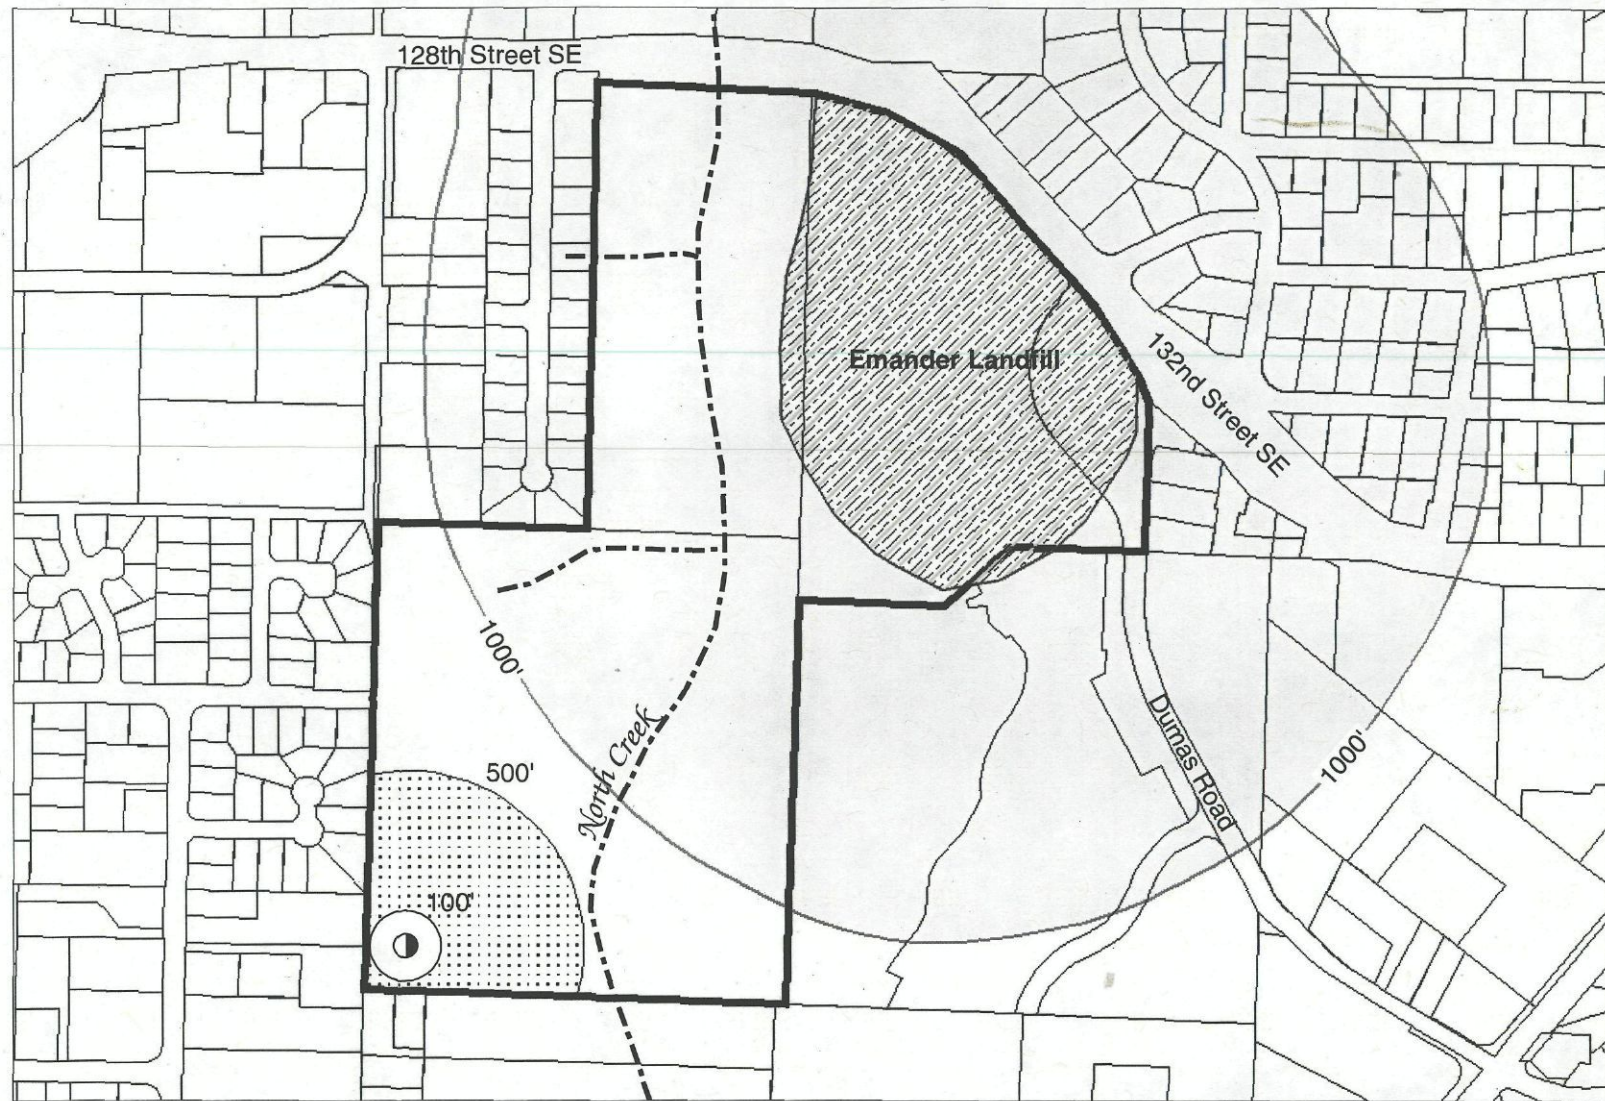 128th Street SE
Emander Landfill
132nd Street SE
1000'
North Creek
500'
Dumas Road
1000'
100'